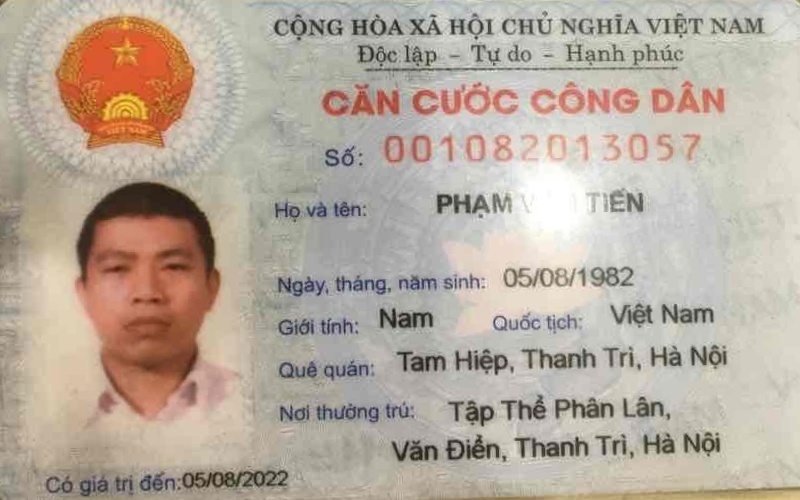 CỘNG HÒA XÃ HỘI CHỦ NGHĨA VIỆT NAM
Độc lập - Tự do - Hạnh phúc
CĂN CƯỚC CÔNG DÂN
Số: 001082013057
Họ và tên: PHẠM TIẾN
Ngày, tháng, năm sinh: 05/08/1982
Giới tính: Nam Quốc tịch: Việt Nam
Quê quán: Tam Hiệp, Thanh Trì, Hà Nội
Nơi thường trú: Tập Thể Phân Lân,
Văn Điển, Thanh Trì, Hà Nội
Có giá trị đến:05/08/2022